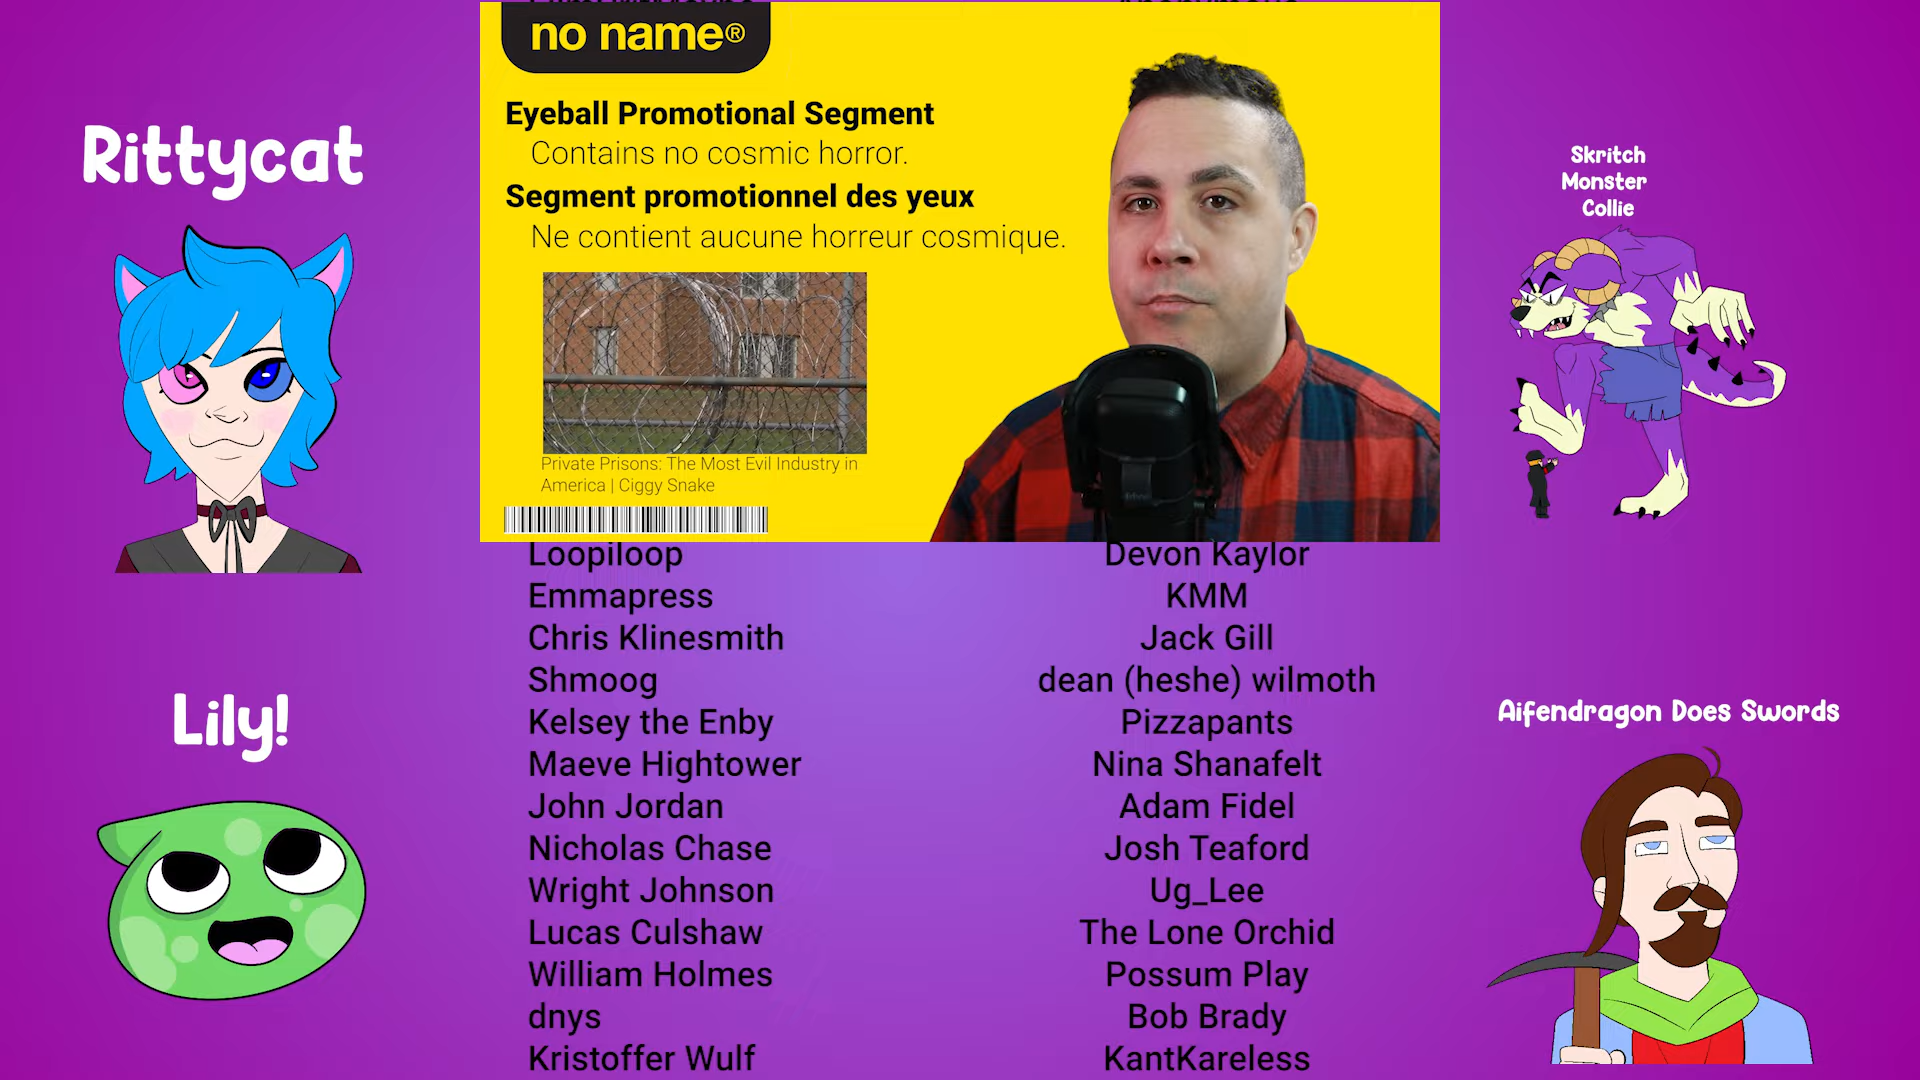 no name®
Eyeball Promotional Segment
Contains no cosmic horror.
Segment promotionnel des yeux
Ne contient aucune horreur cosmique.
Private Prisons: The Most Evil Industry in
America | Ciggy Snake
Rittycat
Skritch
Monster
Collie
Lily!
Aifendragon Does Swords
Loopiloop
Emmapress
Chris Klinesmith
Shmoog
Kelsey the Enby
Maeve Hightower
John Jordan
Nicholas Chase
Wright Johnson
Lucas Culshaw
William Holmes
dnys
Kristoffer Wulf
Devon Kaylor
KMM
Jack Gill
dean (heshe) wilmoth
Pizzapants
Nina Shanafelt
Adam Fidel
Josh Teaford
Ug_Lee
The Lone Orchid
Possum Play
Bob Brady
KantKareless